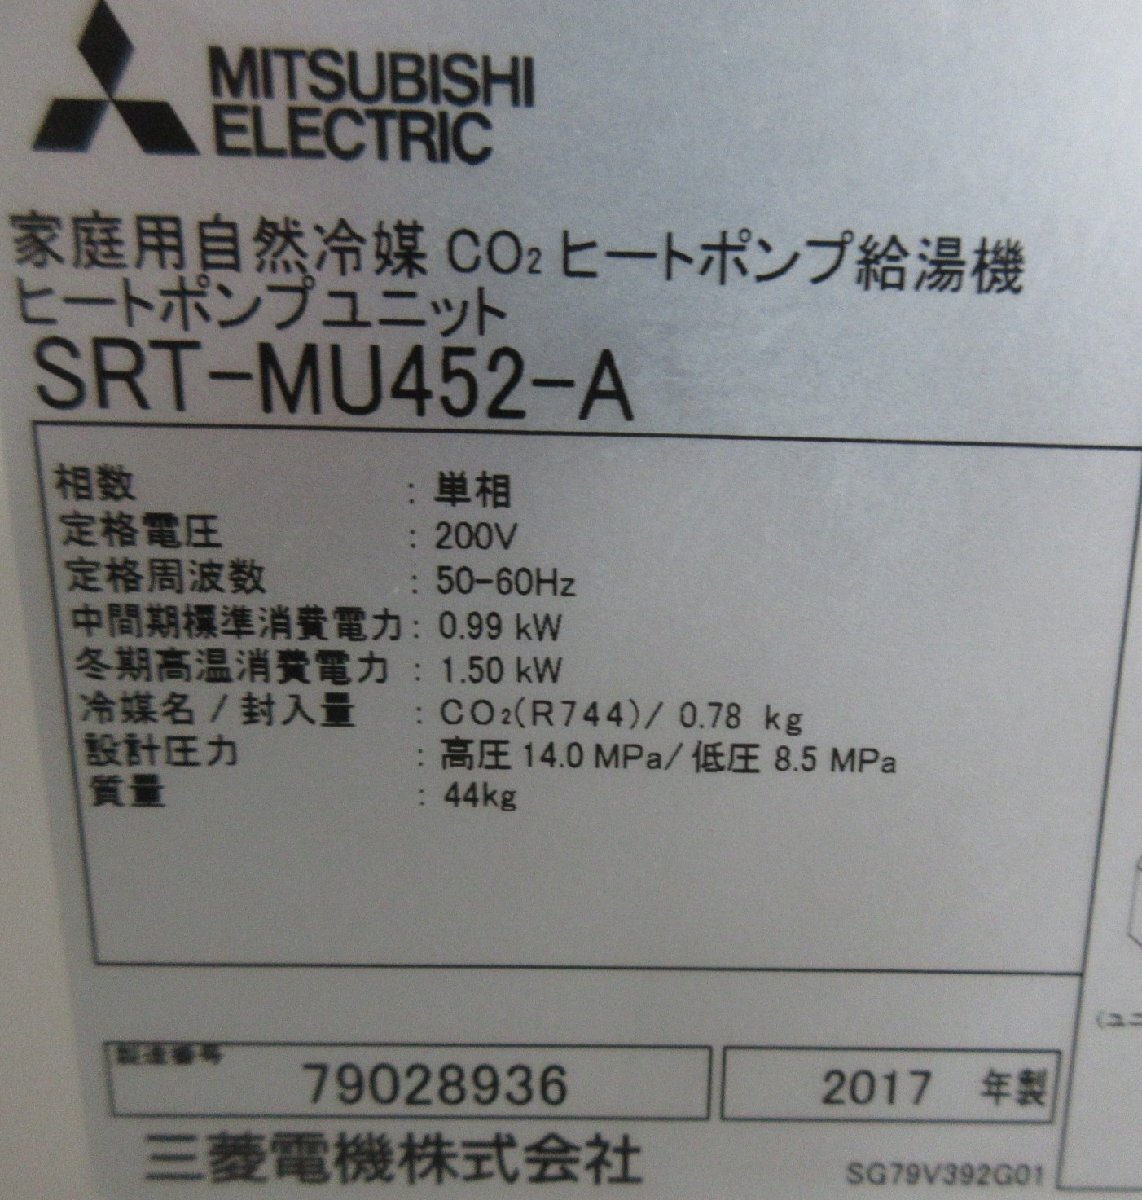 MITSUBISHI
ELECTRIC
家庭用自然冷媒 CO₂ ヒートポンプ給湯機
ヒートポンプユニット
SRT-MU452-A
相数 : 単相
定格電圧 : 200V
定格周波数 : 50-60Hz
中間期標準消費電力 : 0.99 kW
冬期高温消費電力 : 1.50 kW
冷媒名 / 封入量 : CO₂(R744)/ 0.78 kg
設計圧力 : 高圧 14.0 MPa/ 低圧 8.5 MPa
質量 : 44kg
(ユニ
79028936
2017 年製
三菱電機株式会社
SG79V392G01